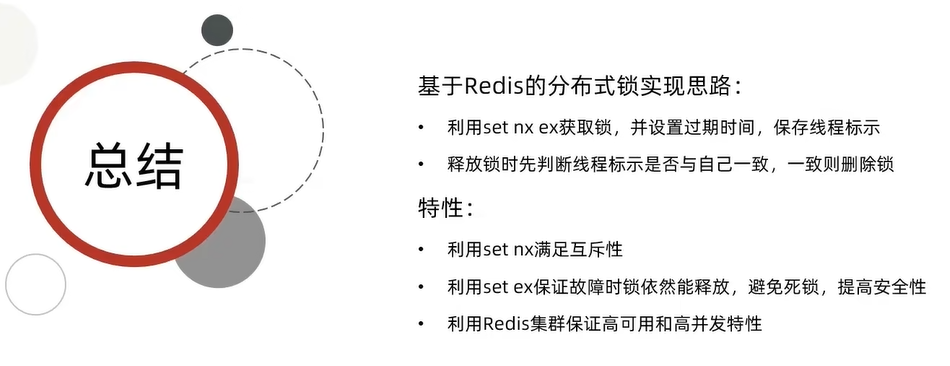 总结
基于Redis的分布式锁实现思路：
• 利用set nx ex获取锁，并设置过期时间，保存线程标示
• 释放锁时先判断线程标示是否与自己一致，一致则删除锁
特性：
• 利用set nx满足互斥性
• 利用set ex保证故障时锁依然能释放，避免死锁，提高安全性
• 利用Redis集群保证高可用和高并发特性